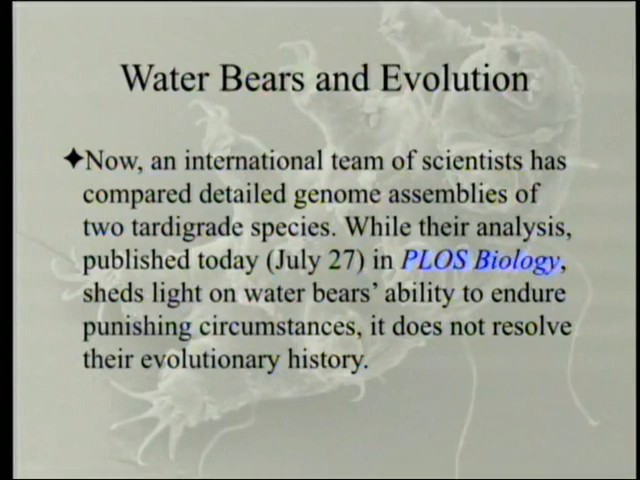 Water Bears and Evolution
✦Now, an international team of scientists has
compared detailed genome assemblies of
two tardigrade species. While their analysis,
published today (July 27) in PLOS Biology,
sheds light on water bears' ability to endure
punishing circumstances, it does not resolve
their evolutionary history.